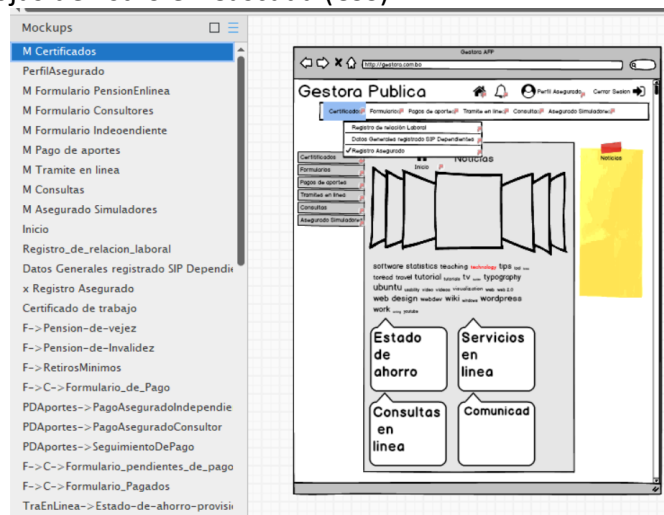 Mockups
M Certificados
PerfilAsegurado
M Formulario PensionEnlinea
M Formulario Consultores
M Formulario Indeoendiente
M Pago de aportes
M Tramite en linea
M Consultas
M Asegurado Simuladores
Inicio
Registro_de_relacion_laboral
Datos Generales registrado SIP Dependie
x Registro Asegurado
Certificado de trabajo
F->Pension-de-vejez
F->Pension-de-Invalidez
F->RetirosMinimos
F->C->Formulario_de_Pago
PDAportes->PagoAseguradoIndependie
PDAportes->PagoAseguradoConsultor
PDAportes->SeguimientoDePago
F->C->Formulario_pendientes_de_pago
F->C->Formulario_Pagados
TraEnLinea->Estado-de-ahorro-provisi
Gestora APP
http://gestora.com.bo
Gestora Publica
Perfil Asegurado
Cerrar Sesion
Certificados Formularios Pagos de aportes Tramite en linea Consultas Asegurado Simuladores
Registro de relación Laboral
Datos Generales registrado SIP Dependientes
Registro Asegurado
Certificados
Formularios
Pagos de aportes
Tramites en linea
Consultas
Asegurado Simuladores
Inicio
Noticias
Noticias
software statistics teaching technology tips
toread travel tutorial tutorials tv typography
ubuntu usability video videos visualization web web 2.0
web design webdev wiki windows wordpress
work youtube
Estado
de
ahorro
Servicios
en
linea
Consultas
en
linea
Comunicad